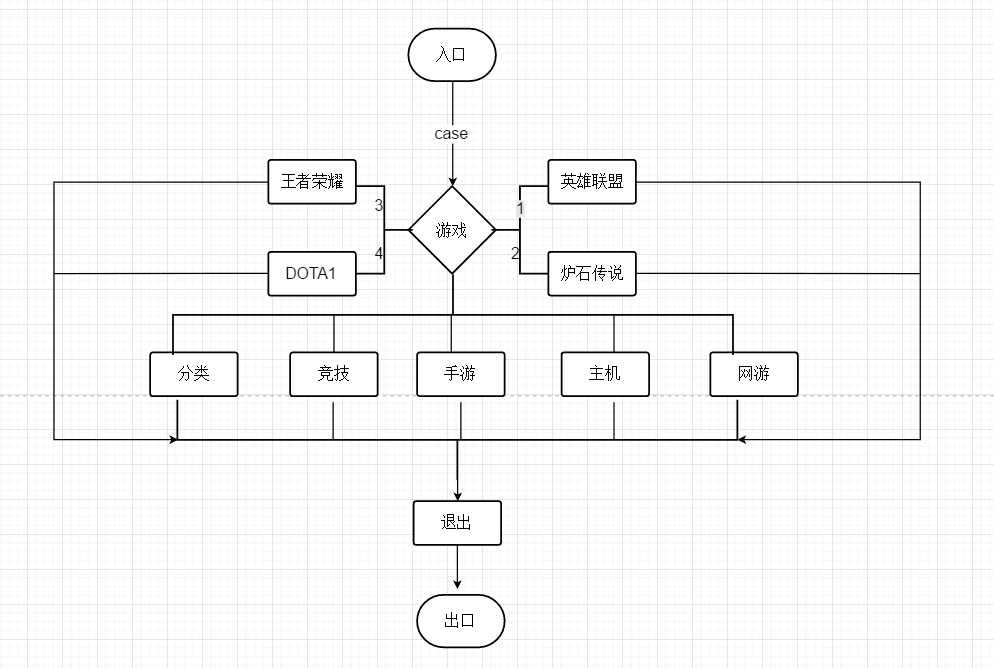 入口
case
王者荣耀
英雄联盟
3
1
游戏
4
2
DOTA1
炉石传说
分类
竞技
手游
主机
网游
退出
出口